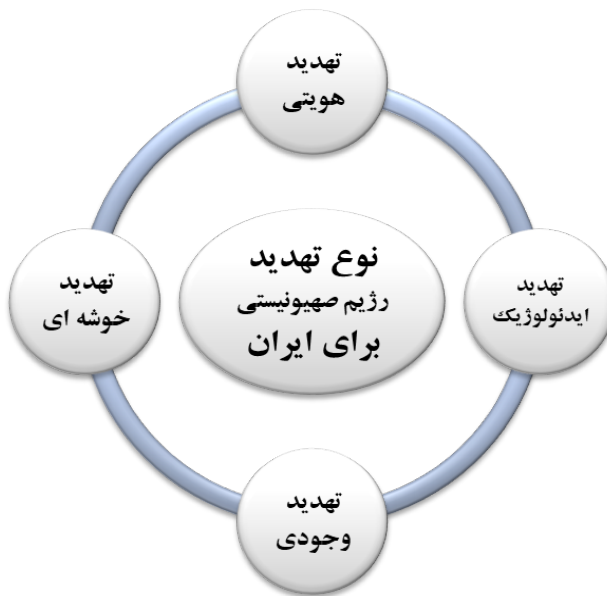 تهدید
هویتی
تهدید
ایدئولوژیک
نوع تهدید
رژیم صهیونیستی
برای ایران
تهدید
خوشه ای
تهدید
وجودی